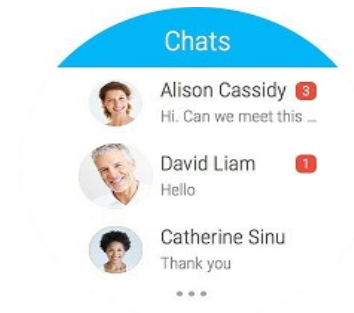 Chats
Alison Cassidy 3
Hi. Can we meet this ...
David Liam 1
Hello
Catherine Sinu
Thank you